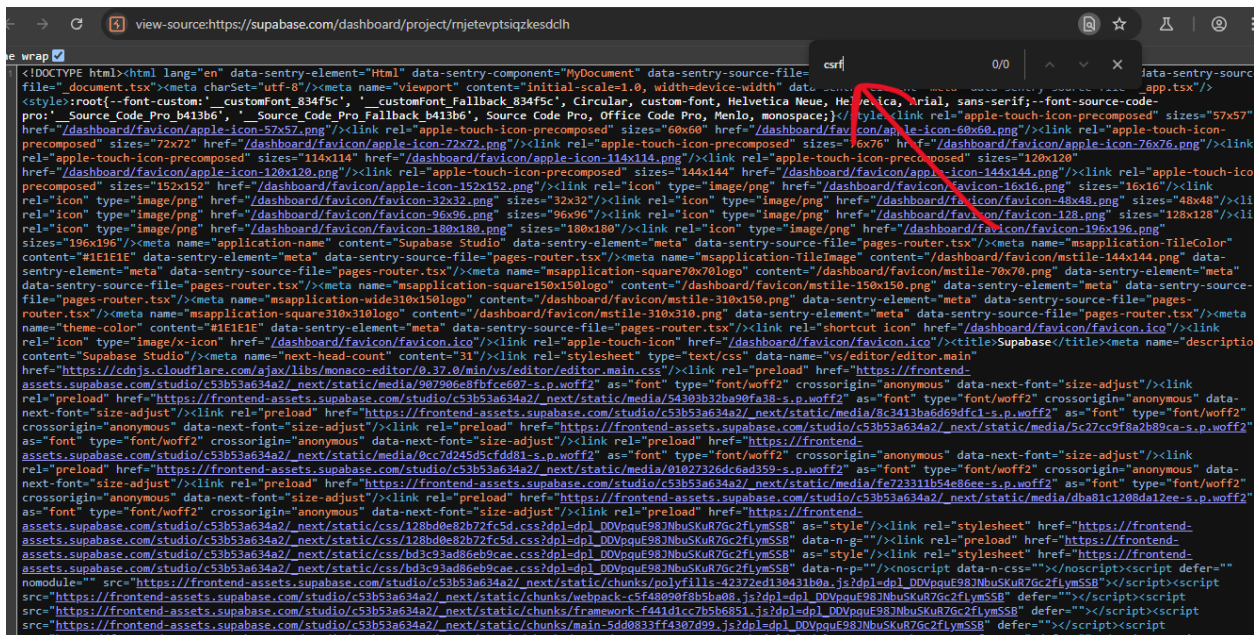 view-source:https://supabase.com/dashboard/project/rnjetevptsiqzkesdclh
ne wrap
csrf 0/0
1 <!DOCTYPE html><html lang="en" data-sentry-element="Html" data-sentry-component="MyDocument" data-sentry-source-file= data-sentry-source-
file="_document.tsx"><meta charSet="utf-8"/><meta name="viewport" content="initial-scale=1.0, width=device-width" _app.tsx"/>
<style>:root{--font-custom:'__customFont_834f5c', '__customFont_Fallback_834f5c', Circular, custom-font, Helvetica Neue, Helvetica, Arial, sans-serif;--font-source-code-
pro:'__Source_Code_Pro_b413b6', '__Source_Code_Pro_Fallback_b413b6', Source Code Pro, Office Code Pro, Menlo, monospace;}</style><link rel="apple-touch-icon-precomposed" sizes="57x57"
href="/dashboard/favicon/apple-icon-57x57.png"/><link rel="apple-touch-icon-precomposed" sizes="60x60" href="/dashboard/favicon/apple-icon-60x60.png"/><link rel="apple-touch-icon-
precomposed" sizes="72x72" href="/dashboard/favicon/apple-icon-72x72.png"/><link rel="apple-touch-icon-precomposed" sizes="76x76" href="/dashboard/favicon/apple-icon-76x76.png"/><link
rel="apple-touch-icon-precomposed" sizes="114x114" href="/dashboard/favicon/apple-icon-114x114.png"/><link rel="apple-touch-icon-precomposed" sizes="120x120"
href="/dashboard/favicon/apple-icon-120x120.png"/><link rel="apple-touch-icon-precomposed" sizes="144x144" href="/dashboard/favicon/apple-icon-144x144.png"/><link rel="apple-touch-ico
precomposed" sizes="152x152" href="/dashboard/favicon/apple-icon-152x152.png"/><link rel="icon" type="image/png" href="/dashboard/favicon/favicon-16x16.png" sizes="16x16"/><link
rel="icon" type="image/png" href="/dashboard/favicon/favicon-32x32.png" sizes="32x32"/><link rel="icon" type="image/png" href="/dashboard/favicon/favicon-48x48.png" sizes="48x48"/><li
rel="icon" type="image/png" href="/dashboard/favicon/favicon-96x96.png" sizes="96x96"/><link rel="icon" type="image/png" href="/dashboard/favicon/favicon-128.png" sizes="128x128"/><li
rel="icon" type="image/png" href="/dashboard/favicon/favicon-180x180.png" sizes="180x180"/><link rel="icon" type="image/png" href="/dashboard/favicon/favicon-196x196.png"
sizes="196x196"/><meta name="application-name" content="Supabase Studio" data-sentry-element="meta" data-sentry-source-file="pages-router.tsx"/><meta name="msapplication-TileColor"
content="#1E1E1E" data-sentry-element="meta" data-sentry-source-file="pages-router.tsx"/><meta name="msapplication-TileImage" content="/dashboard/favicon/mstile-144x144.png" data-
sentry-element="meta" data-sentry-source-file="pages-router.tsx"/><meta name="msapplication-square70x70logo" content="/dashboard/favicon/mstile-70x70.png" data-sentry-element="meta"
data-sentry-source-file="pages-router.tsx"/><meta name="msapplication-square150x150logo" content="/dashboard/favicon/mstile-150x150.png" data-sentry-element="meta" data-sentry-source-
file="pages-router.tsx"/><meta name="msapplication-wide310x150logo" content="/dashboard/favicon/mstile-310x150.png" data-sentry-element="meta" data-sentry-source-file="pages-
router.tsx"/><meta name="msapplication-square310x310logo" content="/dashboard/favicon/mstile-310x310.png" data-sentry-element="meta" data-sentry-source-file="pages-router.tsx"/><meta
name="theme-color" content="#1E1E1E" data-sentry-element="meta" data-sentry-source-file="pages-router.tsx"/><link rel="shortcut icon" href="/dashboard/favicon/favicon.ico"/><link
rel="icon" type="image/x-icon" href="/dashboard/favicon/favicon.ico"/><link rel="apple-touch-icon" href="/dashboard/favicon/favicon.ico"/><title>Supabase</title><meta name="descriptio
content="Supabase Studio"/><meta name="next-head-count" content="31"/><link rel="stylesheet" type="text/css" data-name="vs/editor/editor.main"
href="https://cdnjs.cloudflare.com/ajax/libs/monaco-editor/0.37.0/min/vs/editor/editor.main.css"/><link rel="preload" href="https://frontend-
assets.supabase.com/studio/c53b53a634a2/_next/static/media/907906e8fbfce607-s.p.woff2" as="font" type="font/woff2" crossorigin="anonymous" data-next-font="size-adjust"/><link
rel="preload" href="https://frontend-assets.supabase.com/studio/c53b53a634a2/_next/static/media/54303b32ba90fa38-s.p.woff2" as="font" type="font/woff2" crossorigin="anonymous" data-
next-font="size-adjust"/><link rel="preload" href="https://frontend-assets.supabase.com/studio/c53b53a634a2/_next/static/media/8c3413ba6d69dfc1-s.p.woff2" as="font" type="font/woff2"
crossorigin="anonymous" data-next-font="size-adjust"/><link rel="preload" href="https://frontend-assets.supabase.com/studio/c53b53a634a2/_next/static/media/5c27cc9f8a2b89ca-s.p.woff2"
as="font" type="font/woff2" crossorigin="anonymous" data-next-font="size-adjust"/><link rel="preload" href="https://frontend-
assets.supabase.com/studio/c53b53a634a2/_next/static/media/0cc7d245d5cfdd81-s.p.woff2" as="font" type="font/woff2" crossorigin="anonymous" data-next-font="size-adjust"/><link
rel="preload" href="https://frontend-assets.supabase.com/studio/c53b53a634a2/_next/static/media/01027326dc6ad359-s.p.woff2" as="font" type="font/woff2" crossorigin="anonymous" data-
next-font="size-adjust"/><link rel="preload" href="https://frontend-assets.supabase.com/studio/c53b53a634a2/_next/static/media/fe723311b54e86ee-s.p.woff2" as="font" type="font/woff2"
crossorigin="anonymous" data-next-font="size-adjust"/><link rel="preload" href="https://frontend-assets.supabase.com/studio/c53b53a634a2/_next/static/media/dba81c1208da12ee-s.p.woff2"
as="font" type="font/woff2" crossorigin="anonymous" data-next-font="size-adjust"/><link rel="preload" href="https://frontend-
assets.supabase.com/studio/c53b53a634a2/_next/static/css/128bd0e82b72fc5d.css?dpl=dpl_DDVpquE98JNbuSKuR7Gc2fLymSSB" as="style"/><link rel="stylesheet" href="https://frontend-
assets.supabase.com/studio/c53b53a634a2/_next/static/css/128bd0e82b72fc5d.css?dpl=dpl_DDVpquE98JNbuSKuR7Gc2fLymSSB" data-n-g=""/><link rel="preload" href="https://frontend-
assets.supabase.com/studio/c53b53a634a2/_next/static/css/bd3c93ad86eb9cae.css?dpl=dpl_DDVpquE98JNbuSKuR7Gc2fLymSSB" as="style"/><link rel="stylesheet" href="https://frontend-
assets.supabase.com/studio/c53b53a634a2/_next/static/css/bd3c93ad86eb9cae.css?dpl=dpl_DDVpquE98JNbuSKuR7Gc2fLymSSB" data-n-p=""/><noscript data-n-css=""></noscript><script defer=""
nomodule="" src="https://frontend-assets.supabase.com/studio/c53b53a634a2/_next/static/chunks/polyfills-42372ed130431b0a.js?dpl=dpl_DDVpquE98JNbuSKuR7Gc2fLymSSB"></script><script
src="https://frontend-assets.supabase.com/studio/c53b53a634a2/_next/static/chunks/webpack-c5f48090f8b5ba08.js?dpl=dpl_DDVpquE98JNbuSKuR7Gc2fLymSSB" defer=""></script><script
src="https://frontend-assets.supabase.com/studio/c53b53a634a2/_next/static/chunks/framework-f441d1cc7b5b6851.js?dpl=dpl_DDVpquE98JNbuSKuR7Gc2fLymSSB" defer=""></script><script
src="https://frontend-assets.supabase.com/studio/c53b53a634a2/_next/static/chunks/main-5dd0833ff4307d99.js?dpl=dpl_DDVpquE98JNbuSKuR7Gc2fLymSSB" defer=""></script><script